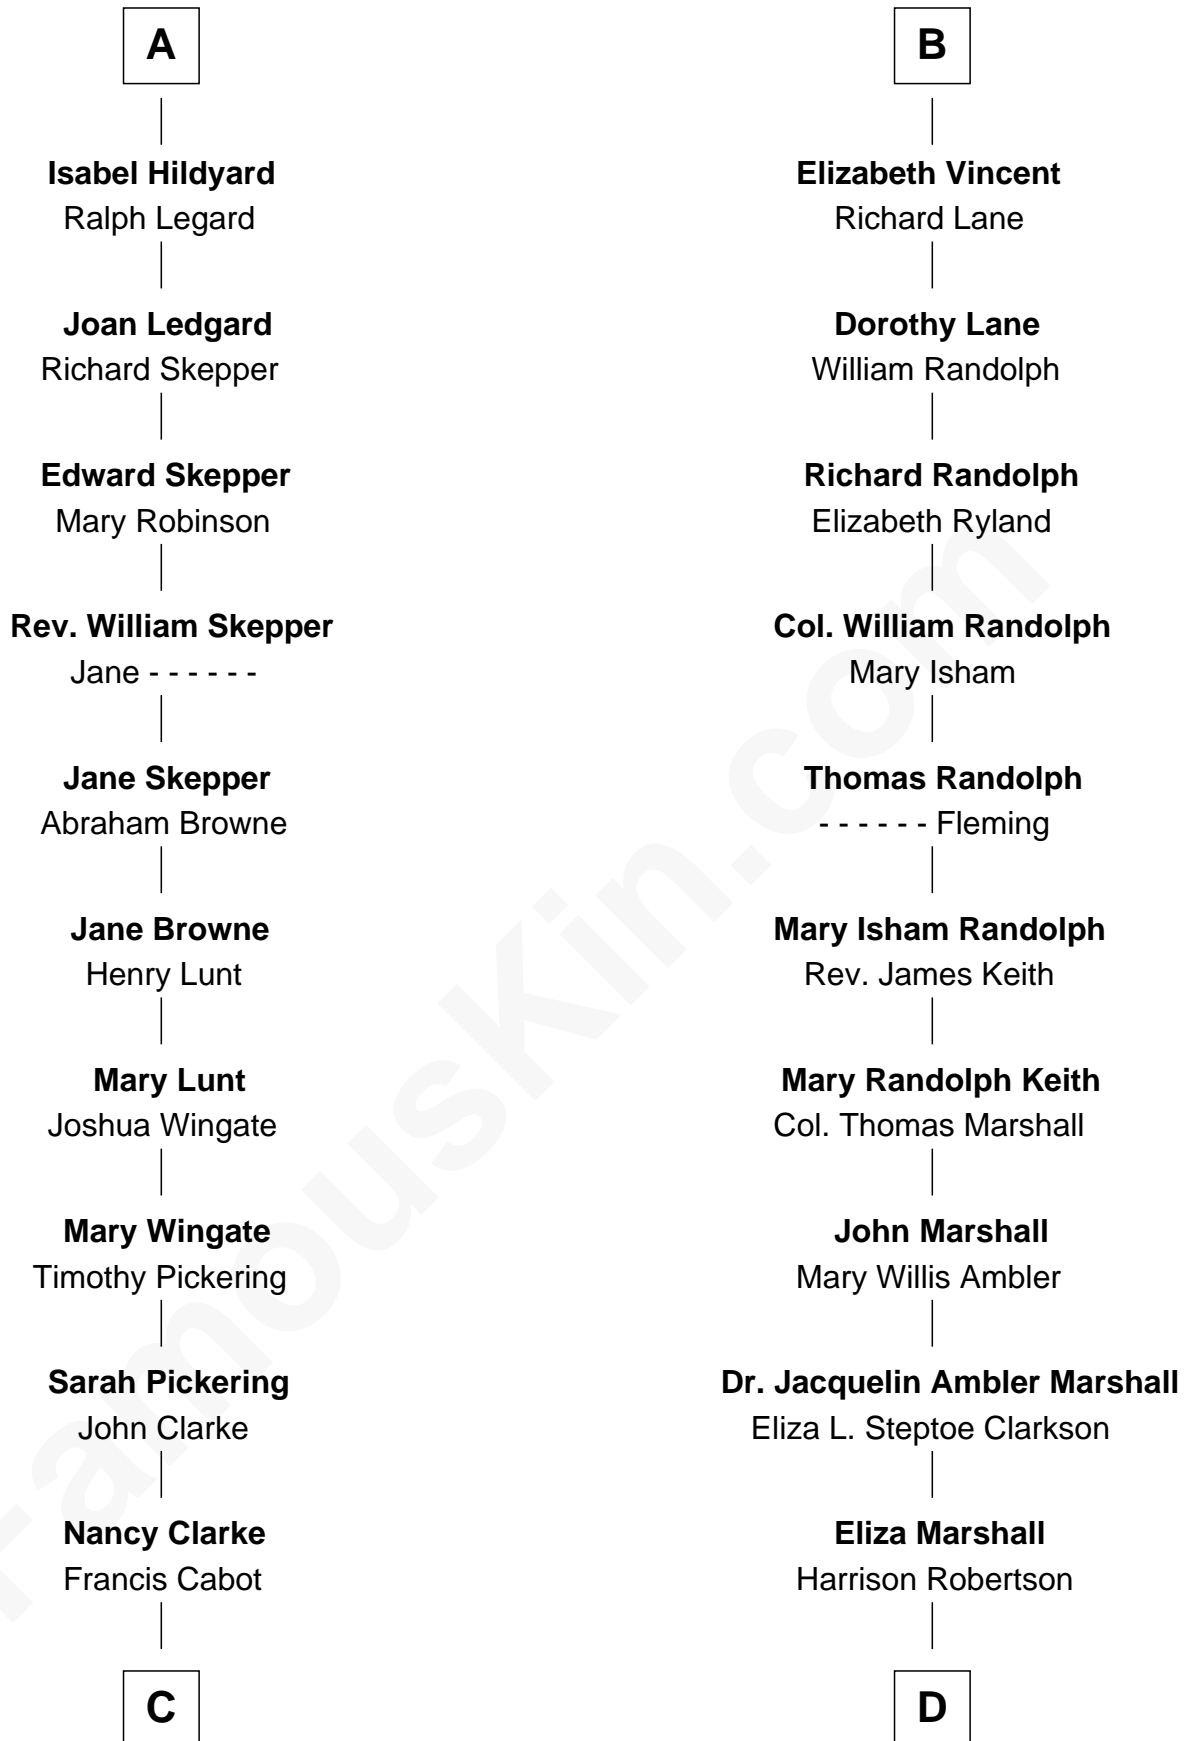 A
Isabel Hildyard
Ralph Legard
Joan Ledgard
Richard Skepper
Edward Skepper
Mary Robinson
Rev. William Skepper
Jane - - - - - -
Jane Skepper
Abraham Browne
Jane Browne
Henry Lunt
Mary Lunt
Joshua Wingate
Mary Wingate
Timothy Pickering
Sarah Pickering
John Clarke
Nancy Clarke
Francis Cabot
C
B
Elizabeth Vincent
Richard Lane
Dorothy Lane
William Randolph
Richard Randolph
Elizabeth Ryland
Col. William Randolph
Mary Isham
Thomas Randolph
- - - - - - Fleming
Mary Isham Randolph
Rev. James Keith
Mary Randolph Keith
Col. Thomas Marshall
John Marshall
Mary Willis Ambler
Dr. Jacquelin Ambler Marshall
Eliza L. Steptoe Clarkson
Eliza Marshall
Harrison Robertson
D
FamousKin.com